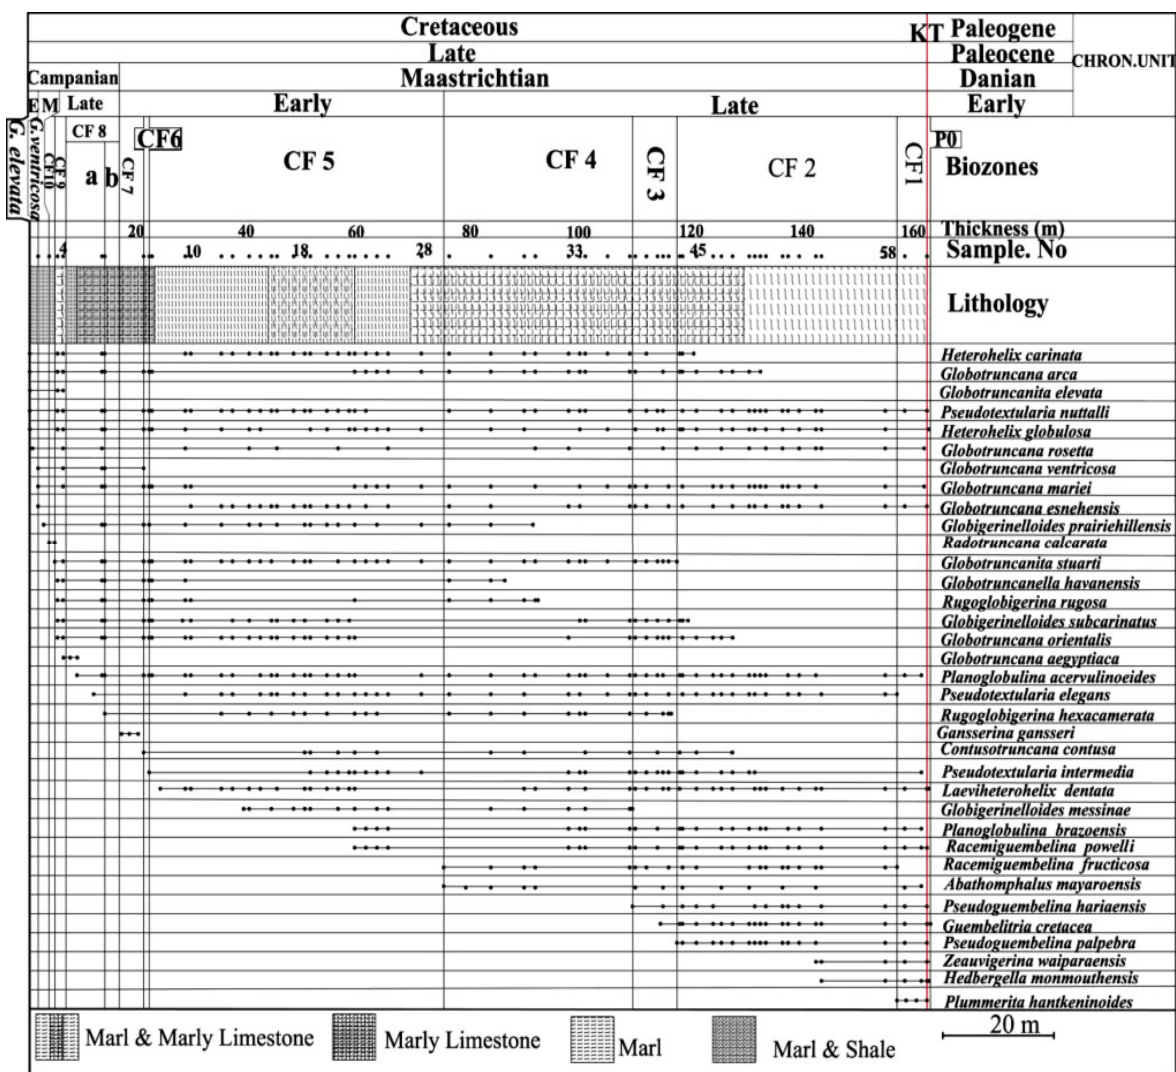 Cretaceous
KT
Paleogene
Late
Paleocene
CHRON.UNIT
Campanian
Maastrichtian
Danian
E
M
Late
Early
Late
Early
G. elevata
G.ventricosa
CF10
CF 9
CF 8
a
b
CF 7
CF6
CF 5
CF 4
CF 3
CF 2
CF1
P0
Biozones
20
40
60
80
100
120
140
160
Thickness (m)
4
10
18
28
33
45
58
Sample. No
Lithology
Heterohelix carinata
Globotruncana arca
Globotruncanita elevata
Pseudotextularia nuttalli
Heterohelix globulosa
Globotruncana rosetta
Globotruncana ventricosa
Globotruncana mariei
Globotruncana esnehensis
Globigerinelloides prairiehillensis
Radotruncana calcarata
Globotruncanita stuarti
Globotruncanella havanensis
Rugoglobigerina rugosa
Globigerinelloides subcarinatus
Globotruncana orientalis
Globotruncana aegyptiaca
Planoglobulina acervulinoeides
Pseudotextularia elegans
Rugoglobigerina hexacamerata
Gansserina gansseri
Contusotruncana contusa
Pseudotextularia intermedia
Laeviheterohelix dentata
Globigerinelloides messinae
Planoglobulina brazoensis
Racemiguembelina powelli
Racemiguembelina fructicosa
Abathomphalus mayaroensis
Pseudoguembelina hariaensis
Guembelitria cretacea
Pseudoguembelina palpebra
Zeauvigerina waiparaensis
Hedbergella monmouthensis
Plummerita hantkeninoides
Marl & Marly Limestone
Marly Limestone
Marl
Marl & Shale
20 m